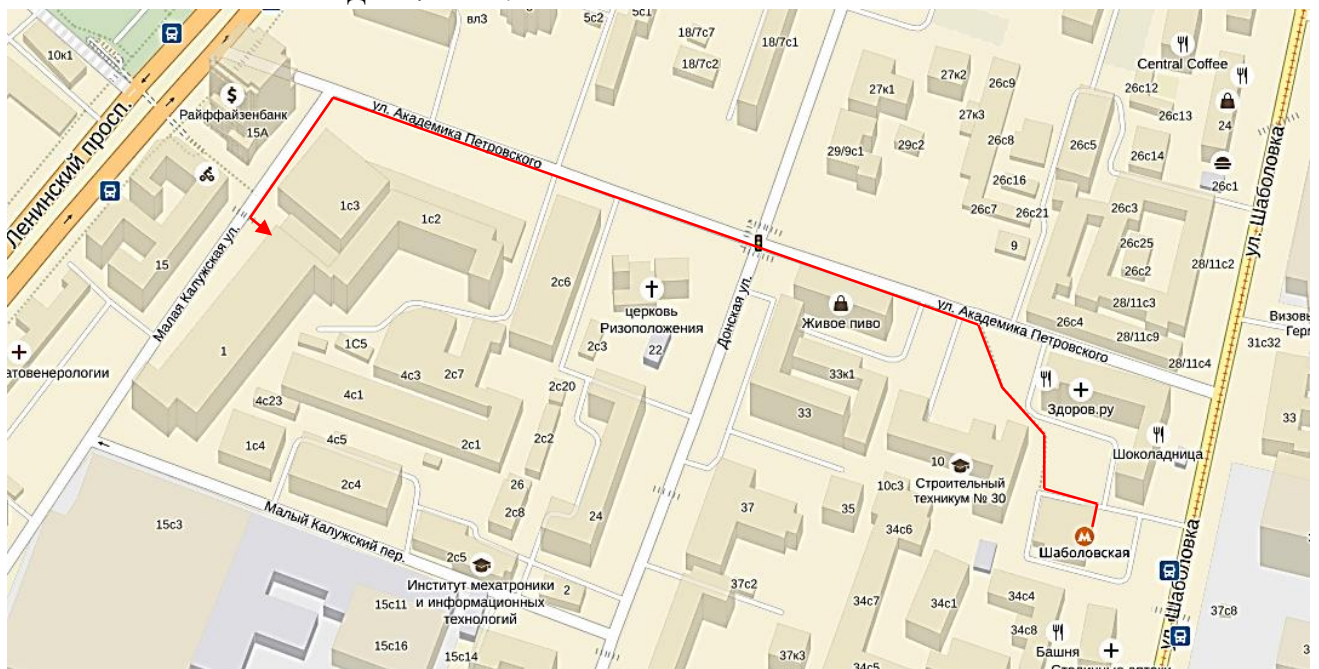 вл3
5с2
5с1
10к1
18/7с7
18/7с1
18/7с2
27к1
27к2
26с9
Central Coffee
26с12
26с13
24
27к3
26с8
26с5
26с14
26с1
29/9с1
29с2
26с16
26с7
26с21
26с3
9
26с25
26с2
28/11с2
28/11с3
26с4
28/11с9
28/11с4
31с32
$
Райффайзенбанк
15А
Ленинский просп.
ул. Академика Петровского
ул. Шаболовка
1с3
1с2
15
Малая Калужская ул.
2с6
церковь
Ризоположения
2с3
22
Донская ул.
Живое пиво
ул. Академика Петровского
атовенерологии
1
1С5
4с3
2с7
2с20
33к1
33
Здоров.ру
33
Шоколадница
4с23
4с1
4с5
1с4
2с1
2с2
10
Строительный
техникум № 30
10с3
2с4
26
2с8
24
37
35
34с6
М
Шаболовская
15с3
Малый Калужский пер.
2с5
Институт мехатроники
и информационных
технологий
2
37с2
34с7
34с1
34с4
34с8
Башня
ул. Шаболовка
37с8
15с11
15с16
15с14
37к3
34с5